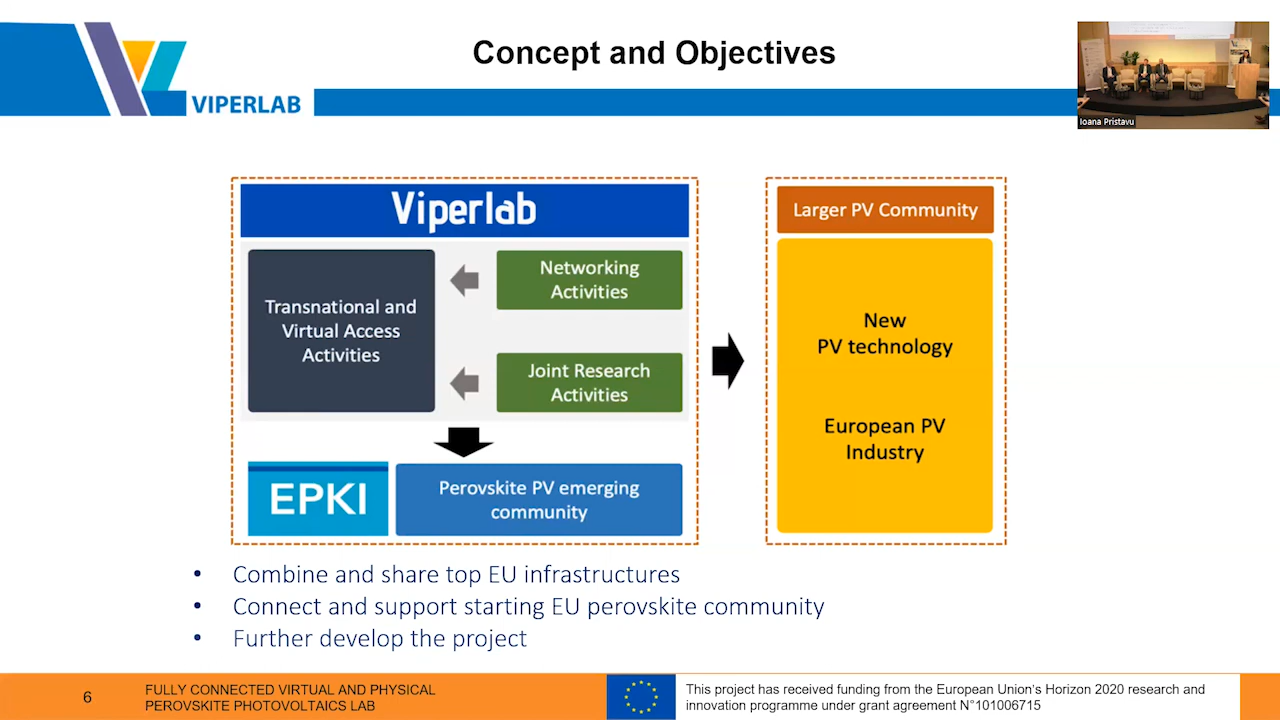 Concept and Objectives
VIPERLAB
Ioana Pristavu
Viperlab
Transnational and
Virtual Access
Activities
Networking
Activities
Joint Research
Activities
EPKI
Perovskite PV emerging
community
Larger PV Community
New
PV technology
European PV
Industry
• Combine and share top EU infrastructures
• Connect and support starting EU perovskite community
• Further develop the project
6
FULLY CONNECTED VIRTUAL AND PHYSICAL
PEROVSKITE PHOTOVOLTAICS LAB
This project has received funding from the European Union's Horizon 2020 research and
innovation programme under grant agreement N°101006715